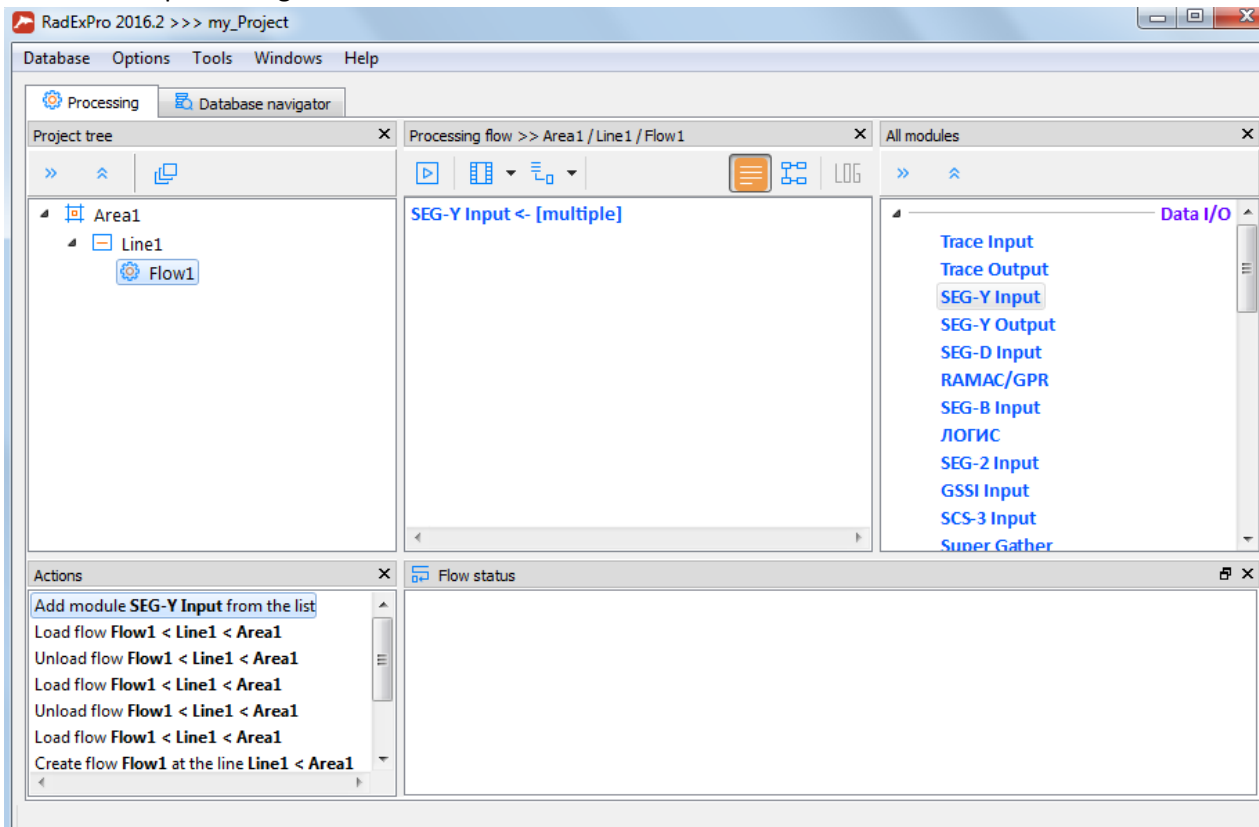 RadExPro 2016.2 >>> my_Project
Database Options Tools Windows Help
Processing Database navigator
Project tree
Area1
Line1
Flow1
Processing flow >> Area1 / Line1 / Flow1
LOG
SEG-Y Input <- [multiple]
All modules
Data I/O
Trace Input
Trace Output
SEG-Y Input
SEG-Y Output
SEG-D Input
RAMAC/GPR
SEG-B Input
ЛОГИС
SEG-2 Input
GSSI Input
SCS-3 Input
Super Gather
Actions
Add module SEG-Y Input from the list
Load flow Flow1 < Line1 < Area1
Unload flow Flow1 < Line1 < Area1
Load flow Flow1 < Line1 < Area1
Unload flow Flow1 < Line1 < Area1
Load flow Flow1 < Line1 < Area1
Create flow Flow1 at the line Line1 < Area1
Flow status